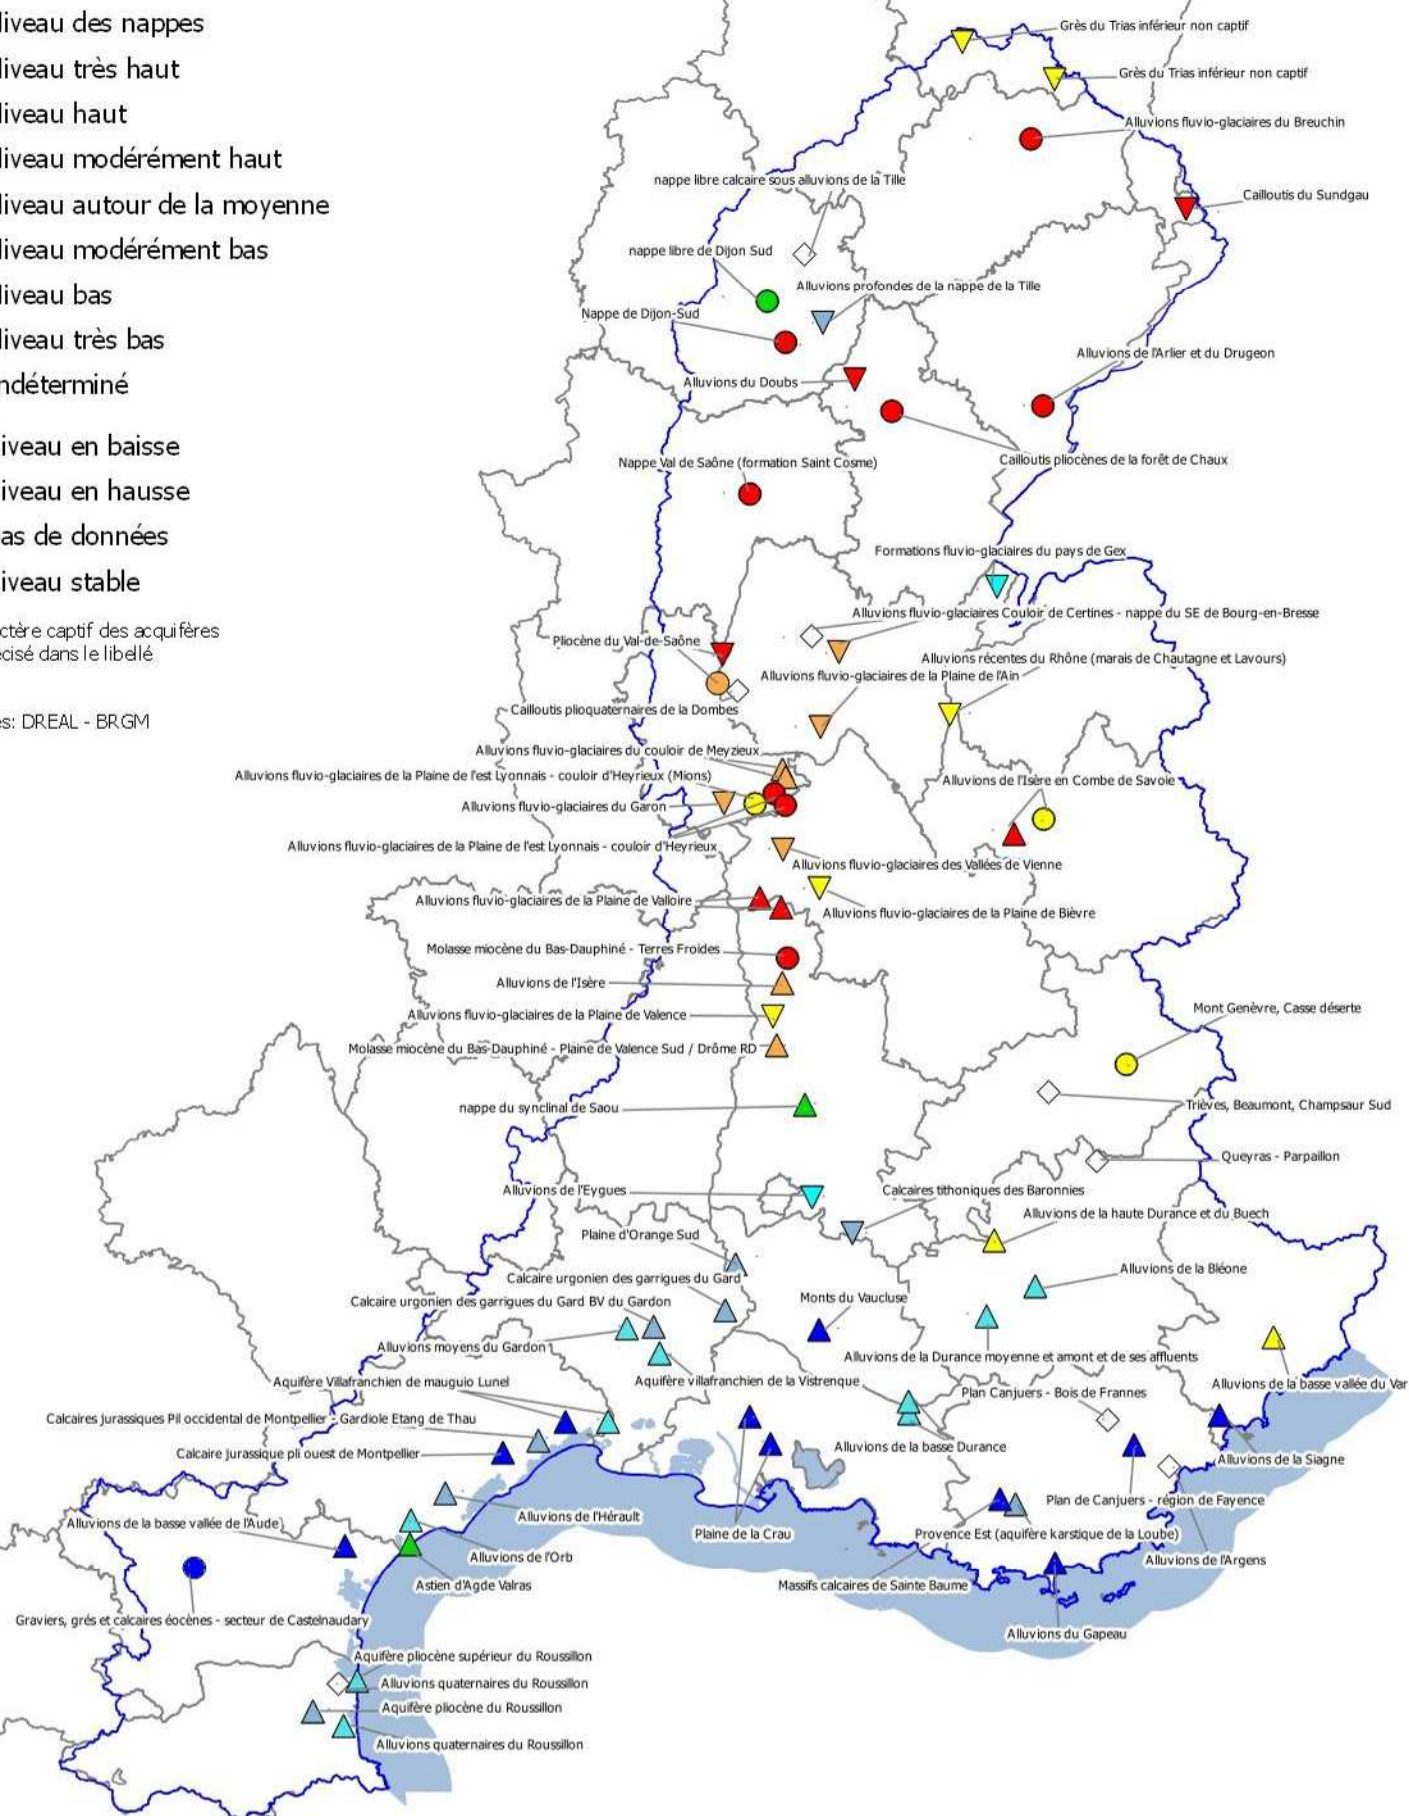 iveau des nappes
iveau très haut
iveau haut
iveau modérément haut
iveau autour de la moyenne
iveau modérément bas
iveau bas
iveau très bas
ndéterminé
iveau en baisse
iveau en hausse
as de données
iveau stable
ctère captif des acquifères
cisé dans le libellé
es: DREAL - BRGM
Grès du Trias inférieur non captif
Grès du Trias inférieur non captif
Alluvions fluvio-glaciaires du Breuchin
nappe libre calcaire sous alluvions de la Tille
Cailloutis du Sundgau
nappe libre de Dijon Sud
Alluvions profondes de la nappe de la Tille
Nappe de Dijon-Sud
Alluvions de l'Arlier et du Drugeon
Alluvions du Doubs
Nappe Val de Saône (formation Saint Cosme)
Cailloutis pliocènes de la forêt de Chaux
Formations fluvio-glaciaires du pays de Gex
Alluvions fluvio-glaciaires Couloir de Certines - nappe du SE de Bourg-en-Bresse
Pliocène du Val-de-Saône
Alluvions récentes du Rhône (marais de Chautagne et Lavours)
Alluvions fluvio-glaciaires de la Plaine de l'Ain
Cailloutis plioquaternaires de la Dombes
Alluvions fluvio-glaciaires du couloir de Meyzieux
Alluvions fluvio-glaciaires de la Plaine de l'est Lyonnais - couloir d'Heyrieux (Mions)
Alluvions de l'Isère en Combe de Savoie
Alluvions fluvio-glaciaires du Garon
Alluvions fluvio-glaciaires de la Plaine de l'est Lyonnais - couloir d'Heyrieux
Alluvions fluvio-glaciaires des Vallées de Vienne
Alluvions fluvio-glaciaires de la Plaine de Valloire
Alluvions fluvio-glaciaires de la Plaine de Bièvre
Molasse miocène du Bas-Dauphiné - Terres Froides
Alluvions de l'Isère
Mont Genèvre, Casse déserte
Alluvions fluvio-glaciaires de la Plaine de Valence
Molasse miocène du Bas-Dauphiné - Plaine de Valence Sud / Drôme RD
nappe du synclinal de Saou
Trièves, Beaumont, Champsaur Sud
Queyras - Parpaillon
Alluvions de l'Eygues
Calcaires tithoniques des Baronnies
Alluvions de la haute Durance et du Buech
Plaine d'Orange Sud
Alluvions de la Bléone
Calcaire urgonien des garrigues du Gard
Monts du Vaucluse
Calcaire urgonien des garrigues du Gard BV du Gardon
Alluvions moyens du Gardon
Alluvions de la Durance moyenne et amont et de ses affluents
Aquifère Villafranchien de mauguio Lunel
Aquifère villafranchien de la Vistrenque
Alluvions de la basse vallée du Var
Plan Canjuers - Bois de Frannes
Calcaires jurassiques Pli occidental de Montpellier - Gardiole Etang de Thau
Alluvions de la basse Durance
Calcaire jurassique pli ouest de Montpellier
Alluvions de la Siagne
Plan de Canjuers - région de Fayence
Alluvions de l'Hérault
Alluvions de la basse vallée de l'Aude
Plaine de la Crau
Provence Est (aquifère karstique de la Loube)
Alluvions de l'Orb
Alluvions de l'Argens
Astien d'Agde Valras
Massifs calcaires de Sainte Baume
Graviers, grés et calcaires éocènes - secteur de Castelnaudary
Alluvions du Gapeau
Aquifère pliocène supérieur du Roussillon
Alluvions quaternaires du Roussillon
Aquifère pliocène du Roussillon
Alluvions quaternaires du Roussillon